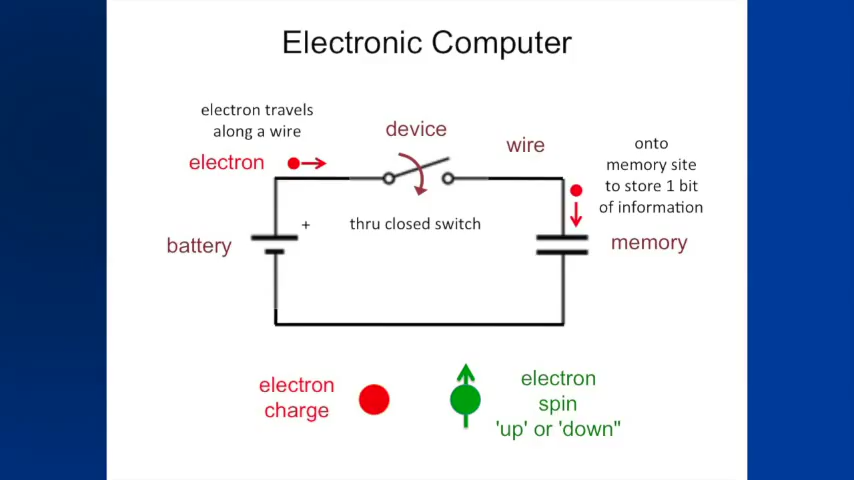 Electronic Computer
electron travels
along a wire
electron
device
wire
onto
memory site
to store 1 bit
of information
+
thru closed switch
battery
memory
electron
charge
electron
spin
'up' or 'down"